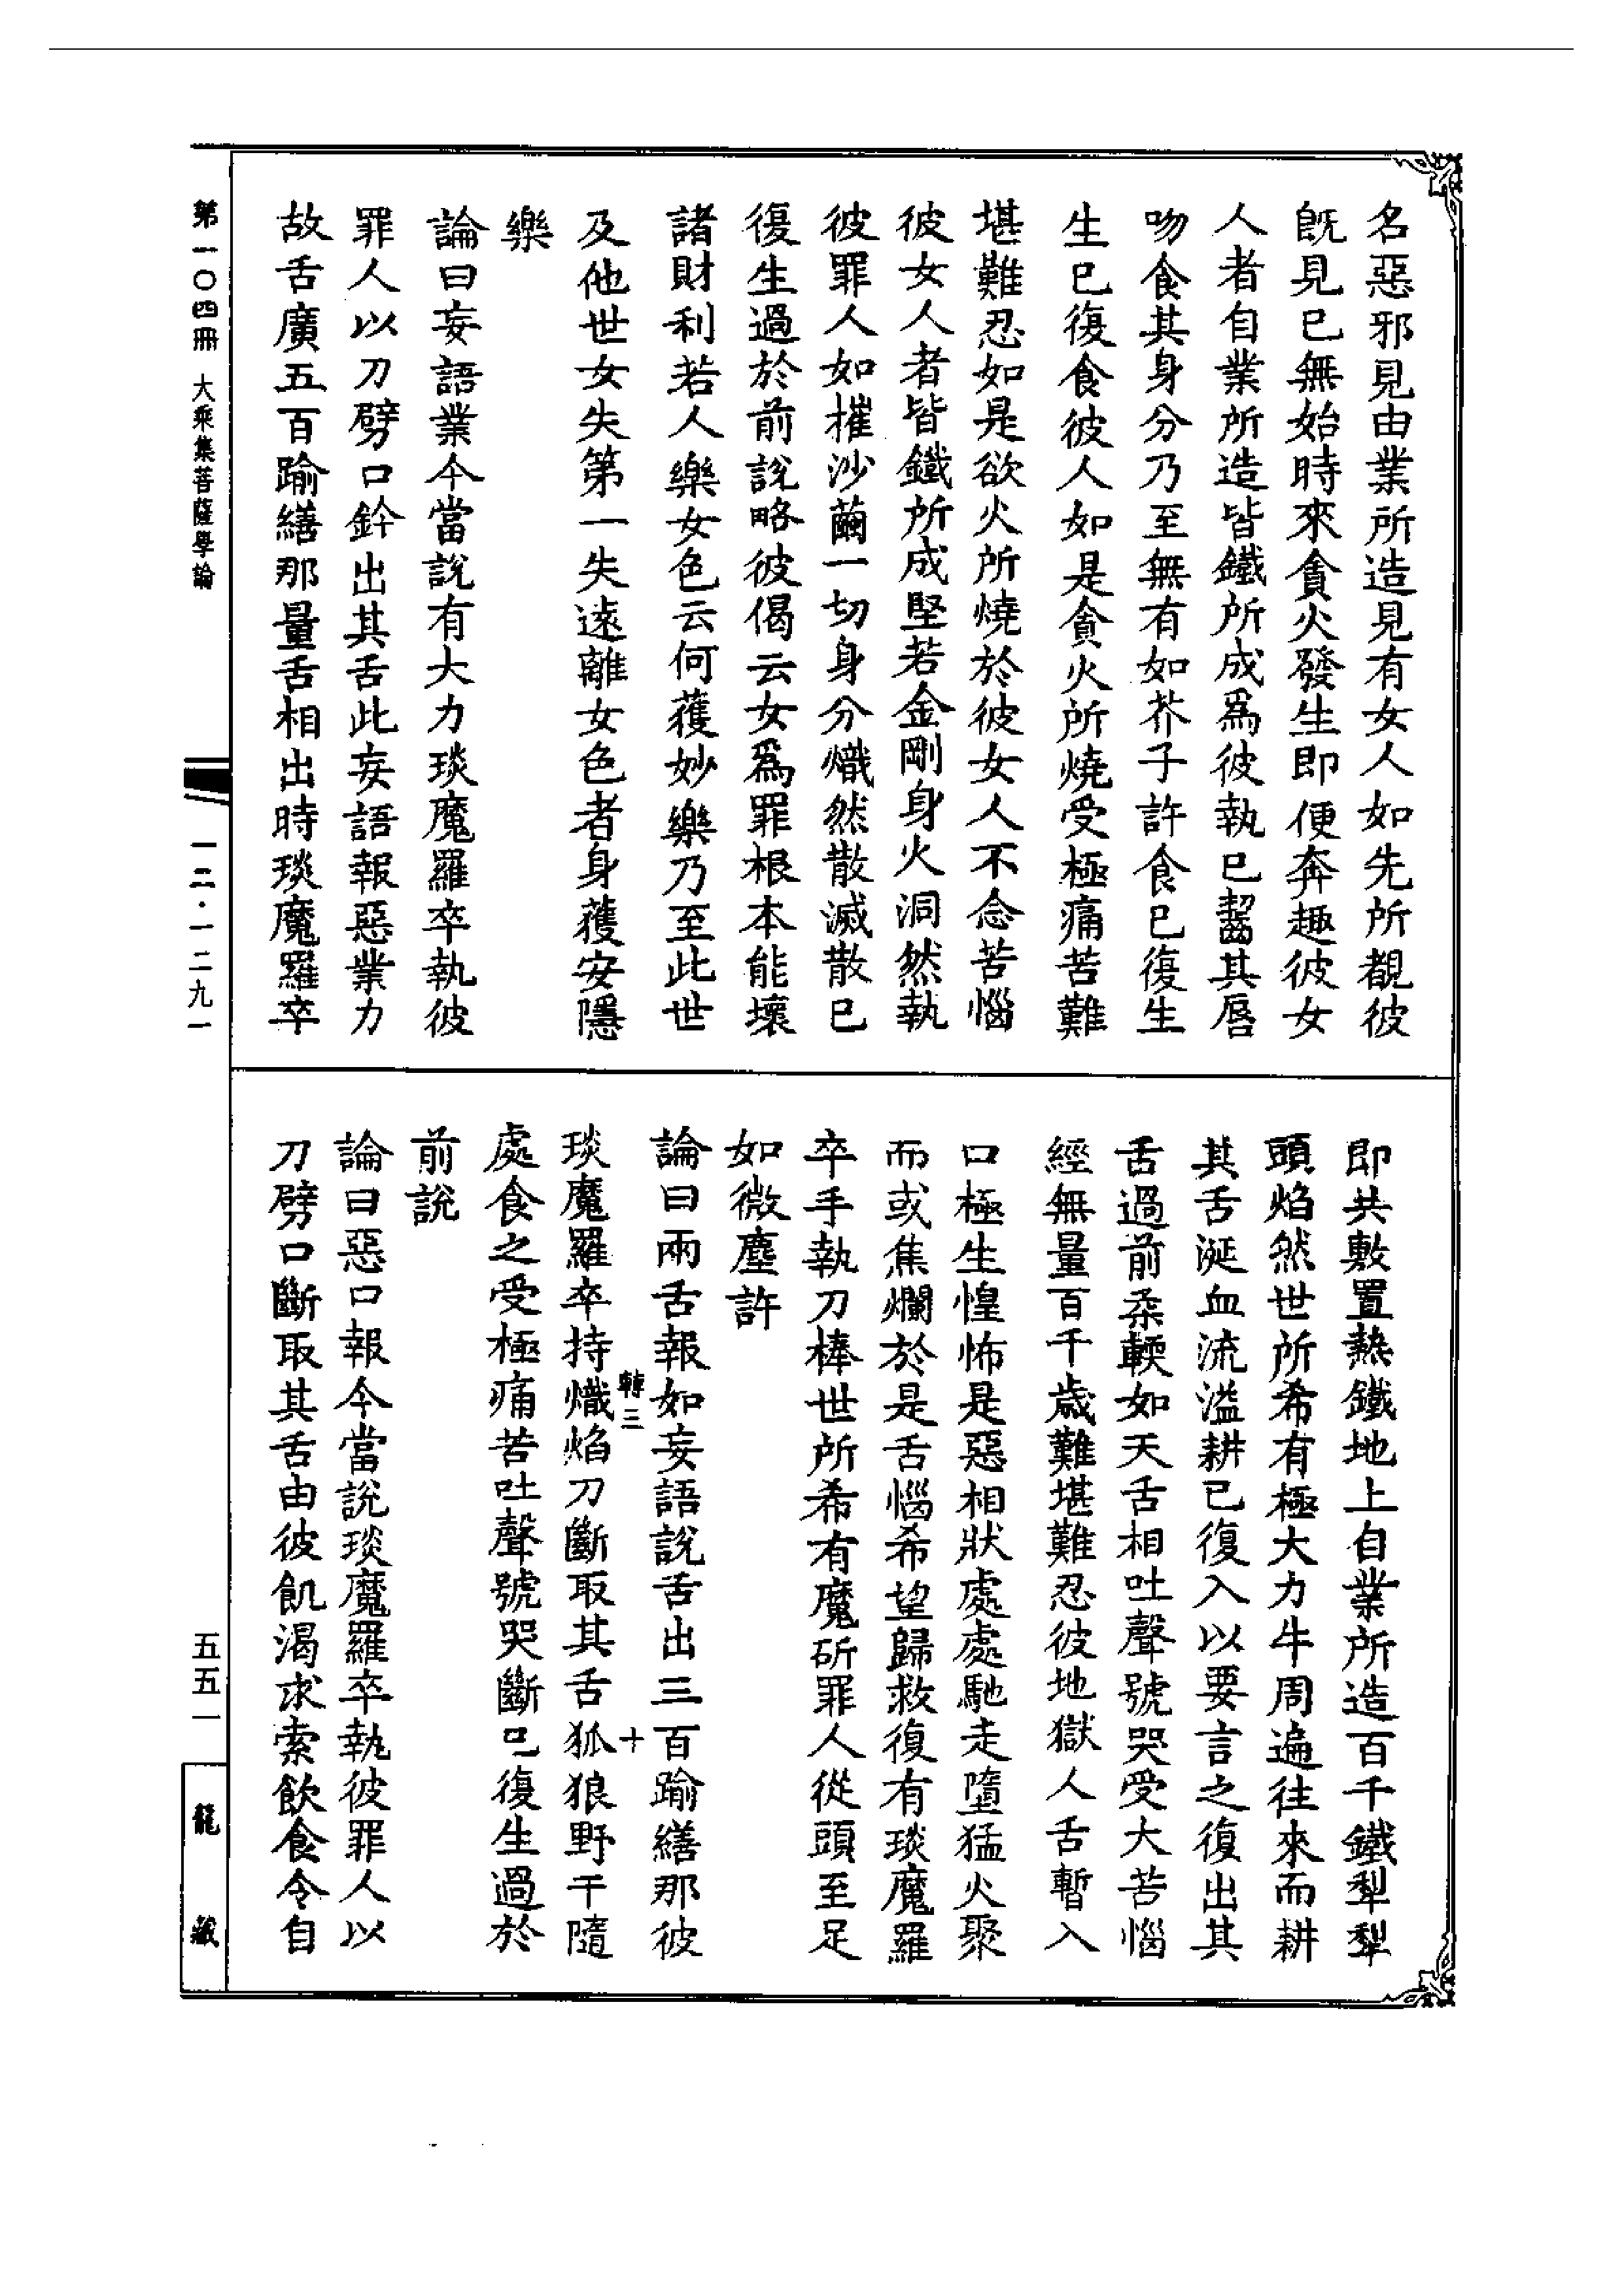 名惡邪見由業所造見有女人如先所覩彼
旣見已無始時來貪火發生即便奔趣彼女
人者自業所造皆鐵所成爲彼執已齧其唇
吻食其身分乃至無有如芥子許食已復生
生已復食彼人如是貪火所燒受極痛苦難
堪難忍如是欲火所燒於彼女人不念苦惱
彼女人者皆鐵所成堅若金剛身火洞然執
彼罪人如摧沙繭一切身分熾然散滅散已
復生過於前說略彼偈云女爲罪根本能壞
諸財利若人樂女色云何獲妙樂乃至此世
及他世女失第一失遠離女色者身獲安隱
樂
論曰妄語業今當說有大力琰魔羅卒執彼
罪人以刀劈口鈐出其舌此妄語報惡業力
故舌廣五百踰繕那量舌相出時琰魔羅卒
即共敷置熱鐵地上自業所造百千鐵犁犁
頭焰然世所希有極大力牛周遍往來而耕
其舌涎血流溢耕已復入以要言之復出其
舌過前柔輭如天舌相吐聲號哭受大苦惱
經無量百千歲難堪難忍彼地獄人舌暫入
口極生惶怖是惡相狀處處馳走墮猛火聚
而或焦爛於是舌惱希望歸救復有琰魔羅
卒手執刀棒世所希有魔斫罪人從頭至足
如微塵許
論曰兩舌報如妄語說舌出三百踰繕那彼
三 十
琰魔羅卒持熾焰刀斷取其舌狐狼野干隨
處食之受極痛苦吐聲號哭斷已復生過於
前說
論曰惡口報今當說琰魔羅卒執彼罪人以
刀劈口斷取其舌由彼飢渴求索飲食令自
第一〇四冊 大乘集菩薩學論
一二·一二九一
五五一
龍藏